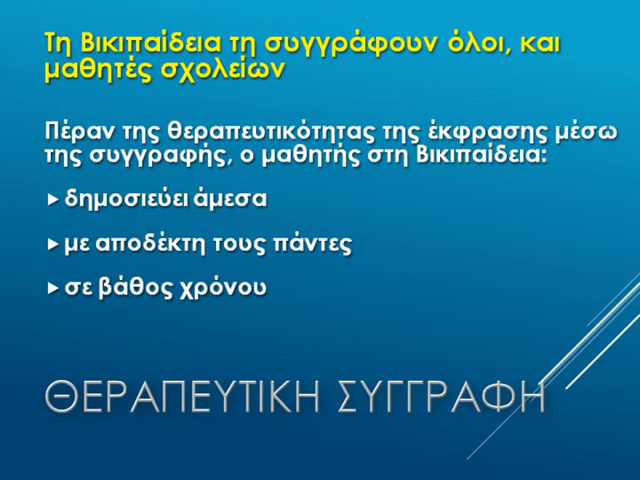 Τη Βικιπαίδεια τη συγγράφουν όλοι, και
μαθητές σχολείων
Πέραν της θεραπευτικότητας της έκφρασης μέσω
της συγγραφής, ο μαθητής στη Βικιπαίδεια:
δημοσιεύει άμεσα
με αποδέκτη τους πάντες
σε βάθος χρόνου
ΘΕΡΑΠΕΥΤΙΚΗ ΣΥΓΓΡΑΦΗ